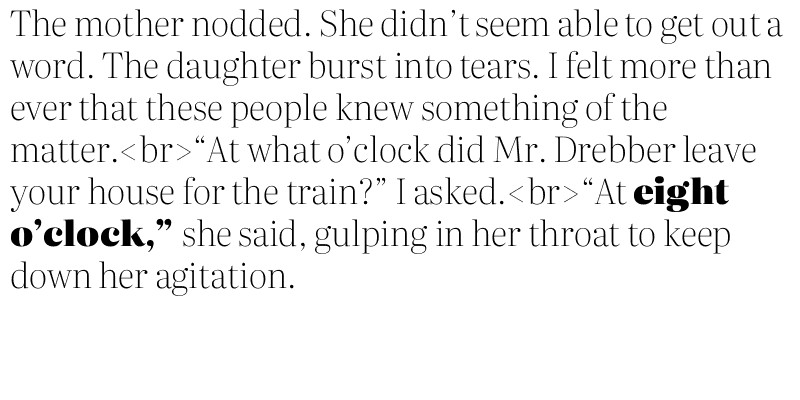 The mother nodded. She didn’t seem able to get out a
word. The daughter burst into tears. I felt more than
ever that these people knew something of the
matter.<br>“At what o’clock did Mr. Drebber leave
your house for the train?” I asked.<br>“At eight
o’clock,” she said, gulping in her throat to keep
down her agitation.